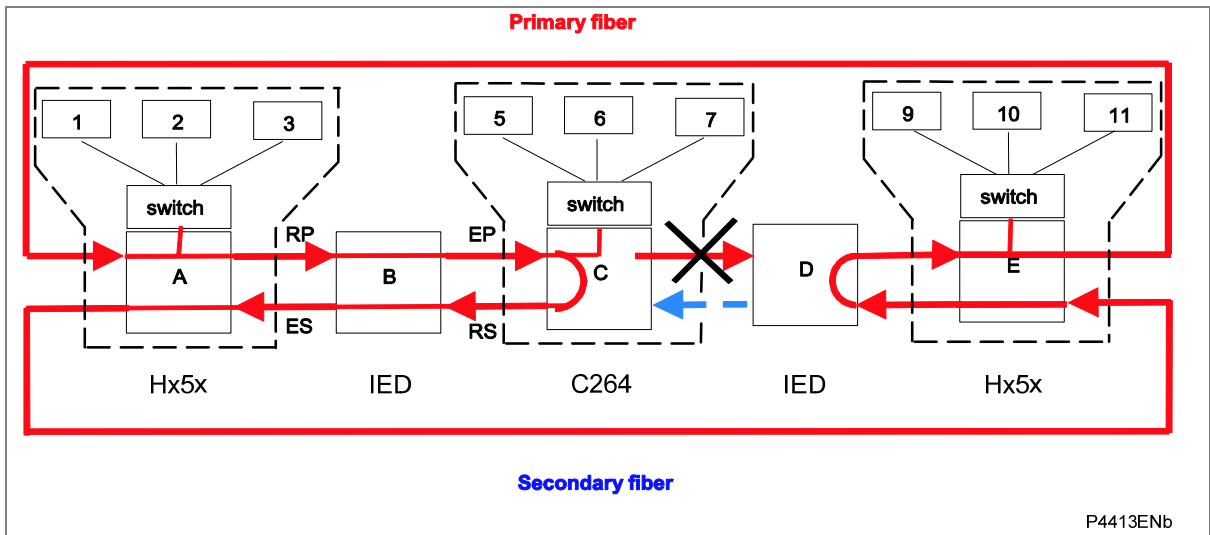 Primary fiber
1 2 3
5 6 7
9 10 11
switch
switch
switch
RP EP
A B C D E
ES RS
Hx5x IED C264 IED Hx5x
Secondary fiber
P4413ENb